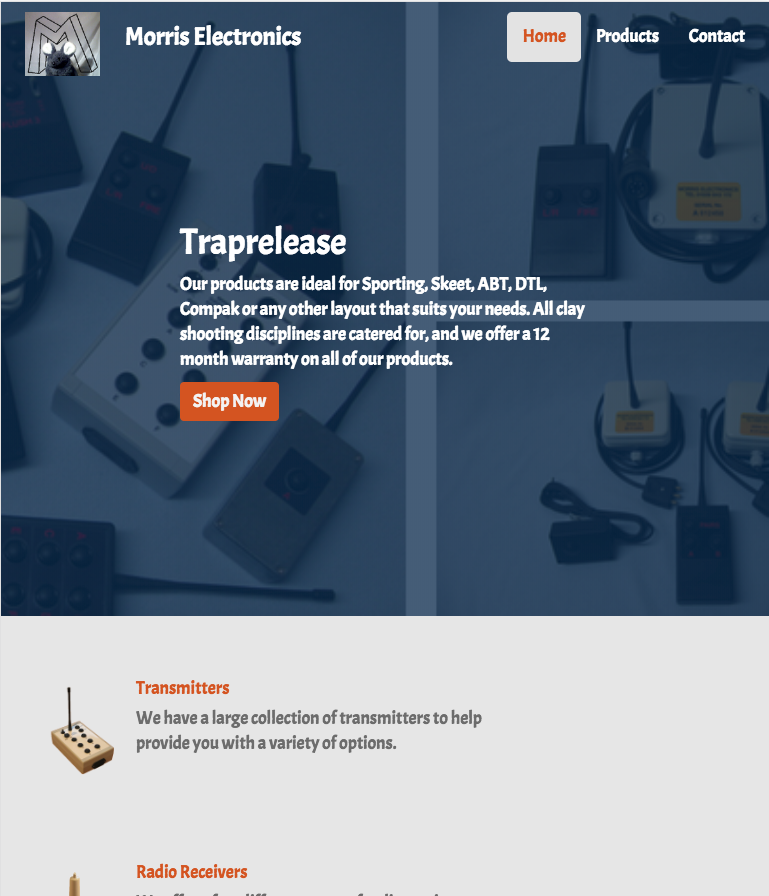 Morris Electronics
Home
Products
Contact
Traprelease
Our products are ideal for Sporting, Skeet, ABT, DTL,
Compak or any other layout that suits your needs. All clay
shooting disciplines are catered for, and we offer a 12
month warranty on all of our products.
Shop Now
Transmitters
We have a large collection of transmitters to help
provide you with a variety of options.
Radio Receivers